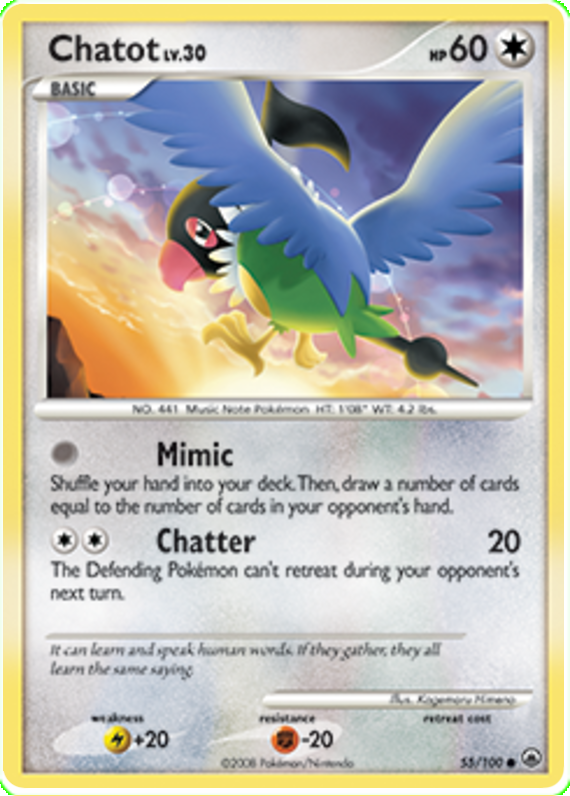 Chatot LV.30 HP 60
BASIC
NO. 441 Music Note Pokémon HT: 1'08" WT: 4.2 lbs.
Mimic
Shuffle your hand into your deck. Then, draw a number of cards
equal to the number of cards in your opponent's hand.
Chatter 20
The Defending Pokémon can't retreat during your opponent's
next turn.
It can learn and speak human words. If they gather, they all
learn the same saying.
Illus. Kagemaru Himeno
weakness resistance retreat cost
+20 -20
©2008 Pokémon/Nintendo 55/100